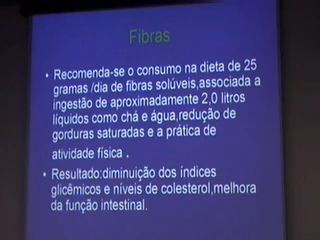 Fibras
• Recomenda-se o consumo na dieta de 25
gramas /dia de fibras solúveis,associada a
ingestão de aproximadamente 2,0 litros
líquidos como chá e água,redução de
gorduras saturadas e a prática de
atividade física .
• Resultado:diminuição dos índices
glicêmicos e níveis de colesterol,melhora
da função intestinal.